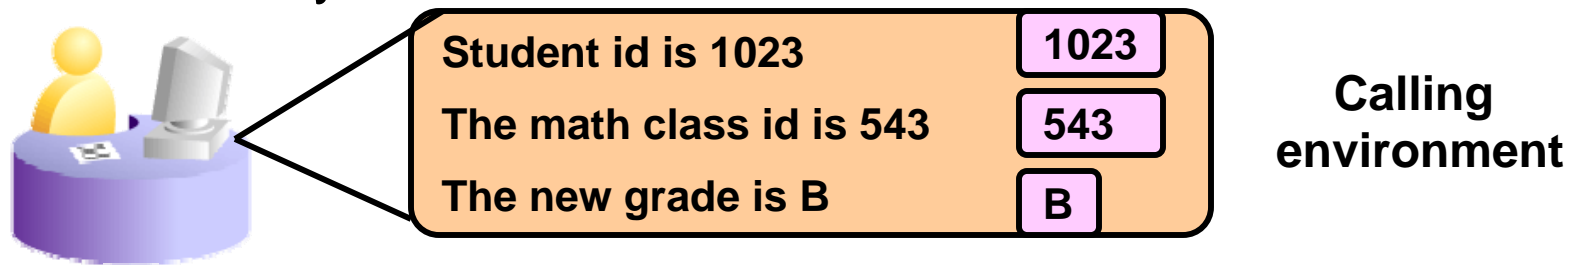 Student id is 1023 1023
The math class id is 543 543
The new grade is B B
Calling
environment